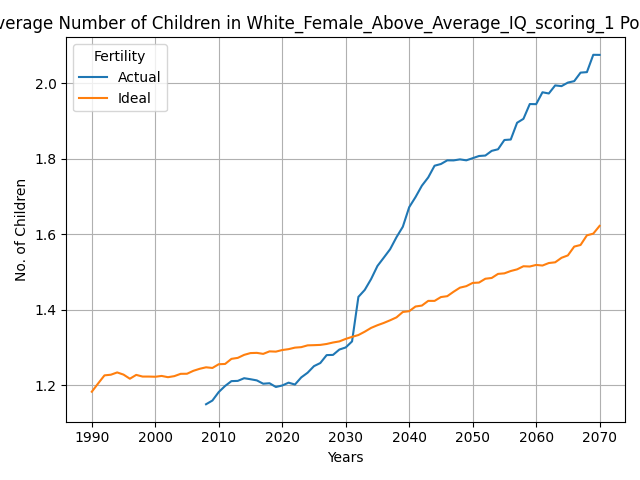 verage Number of Children in White_Female_Above_Average_IQ_scoring_1 Po
Fertility
Actual
Ideal
No. of Children
2.0
1.8
1.6
1.4
1.2
1990 2000 2010 2020 2030 2040 2050 2060 2070
Years